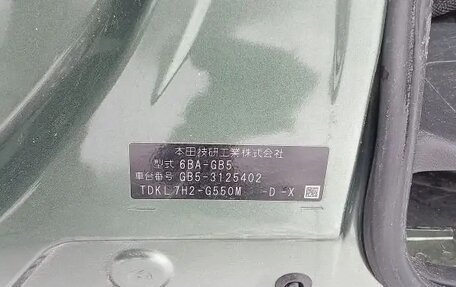 本田技研工業株式会社
型式 6BA-GB5
車台番号 GB5-3125402
TDKL7H2-G550M -D -X